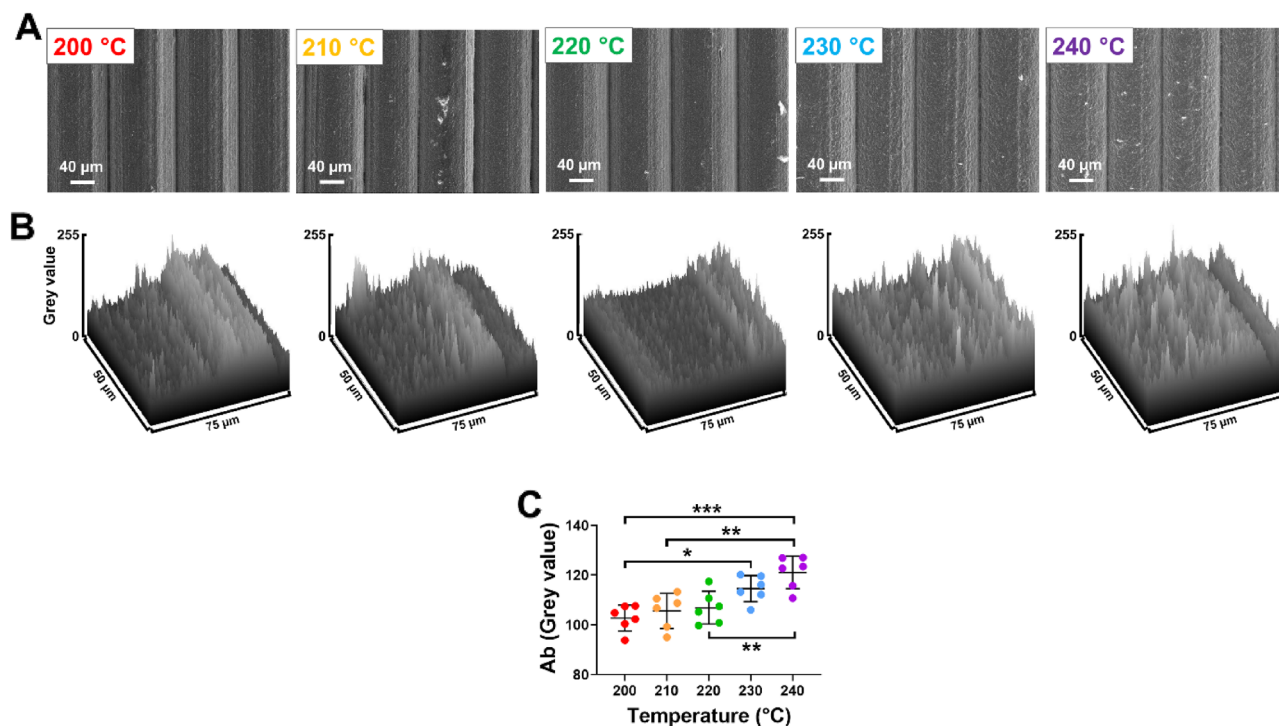 A
200 °C
210 °C
220 °C
230 °C
240 °C
40 µm
40 µm
40 µm
40 µm
40 µm
B
255
255
255
255
255
Grey value
0
0
0
0
0
50 µm
75 µm
50 µm
75 µm
50 µm
75 µm
50 µm
75 µm
50 µm
75 µm
C
Ab (Grey value)
140
120
100
80
***
**
*
**
200 210 220 230 240
Temperature (°C)